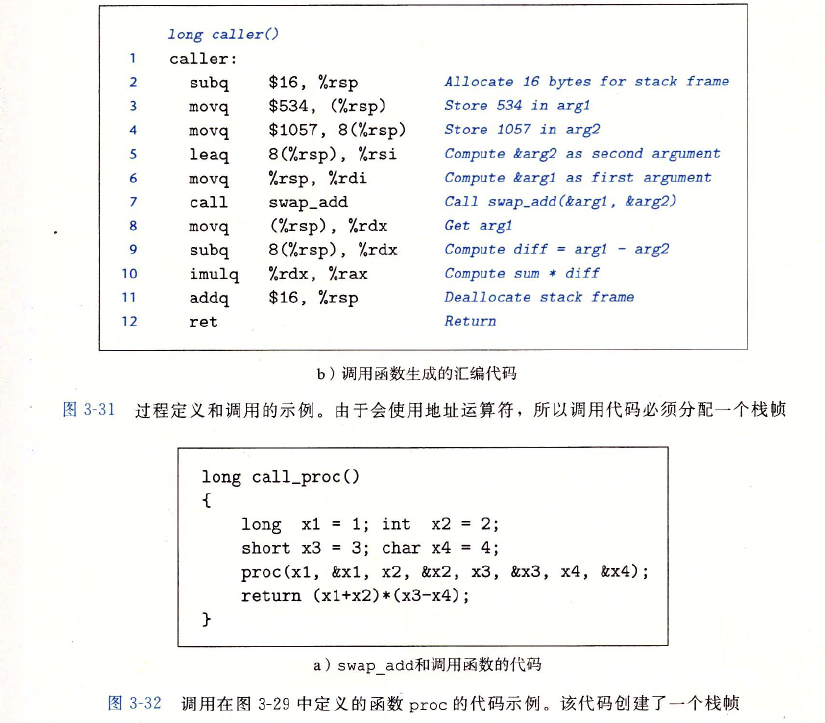 long caller()
1 caller:
2 subq $16, %rsp Allocate 16 bytes for stack frame
3 movq $534, (%rsp) Store 534 in arg1
4 movq $1057, 8(%rsp) Store 1057 in arg2
5 leaq 8(%rsp), %rsi Compute &arg2 as second argument
6 movq %rsp, %rdi Compute &arg1 as first argument
7 call swap_add Call swap_add(&arg1, &arg2)
8 movq (%rsp), %rdx Get arg1
9 subq 8(%rsp), %rdx Compute diff = arg1 - arg2
10 imulq %rdx, %rax Compute sum * diff
11 addq $16, %rsp Deallocate stack frame
12 ret Return
b）调用函数生成的汇编代码
图 3-31 过程定义和调用的示例。由于会使用地址运算符，所以调用代码必须分配一个栈帧
long call_proc()
{
long x1 = 1; int x2 = 2;
short x3 = 3; char x4 = 4;
proc(x1, &x1, x2, &x2, x3, &x3, x4, &x4);
return (x1+x2)*(x3-x4);
}
a）swap_add和调用函数的代码
图 3-32 调用在图 3-29 中定义的函数 proc 的代码示例。该代码创建了一个栈帧